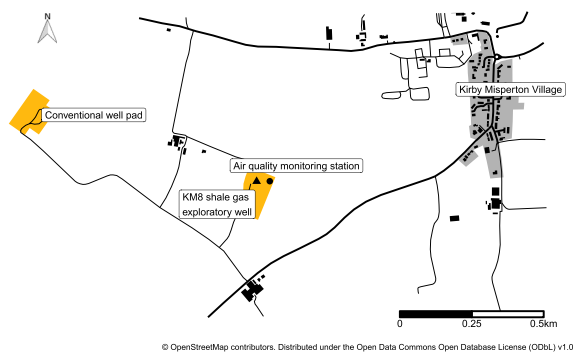 N
Kirby Misperton Village
Conventional well pad
Air quality monitoring station
KM8 shale gas
exploratory well
0 0.25 0.5km
© OpenStreetMap contributors. Distributed under the Open Data Commons Open Database License (ODbL) v1.0